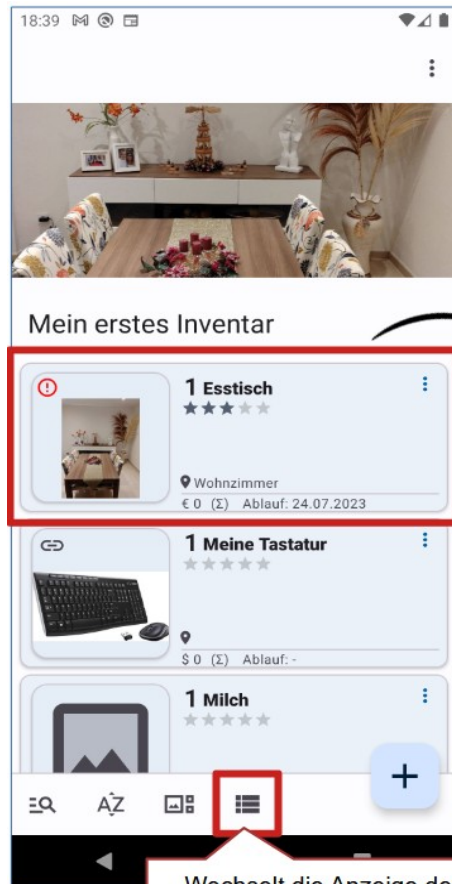 18:39
Mein erstes Inventar
1 Esstisch
Wohnzimmer
€ 0 (Σ) Ablauf: 24.07.2023
1 Meine Tastatur
$ 0 (Σ) Ablauf: -
1 Milch
AZ
Wechselt die Anzeige